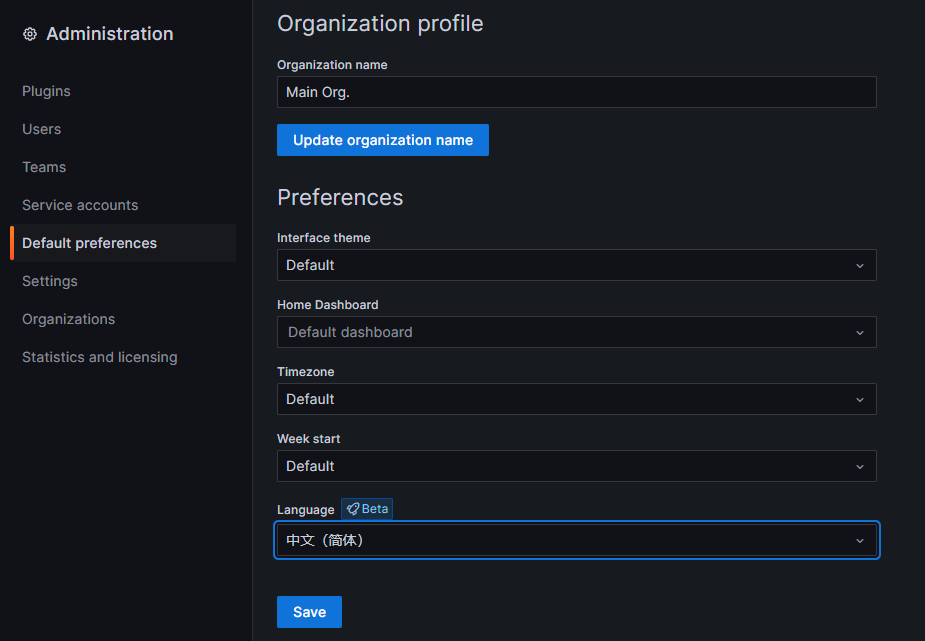 Administration
Plugins
Users
Teams
Service accounts
Default preferences
Settings
Organizations
Statistics and licensing
Organization profile
Organization name
Main Org.
Update organization name
Preferences
Interface theme
Default
Home Dashboard
Default dashboard
Timezone
Default
Week start
Default
Language Beta
中文（简体）
Save